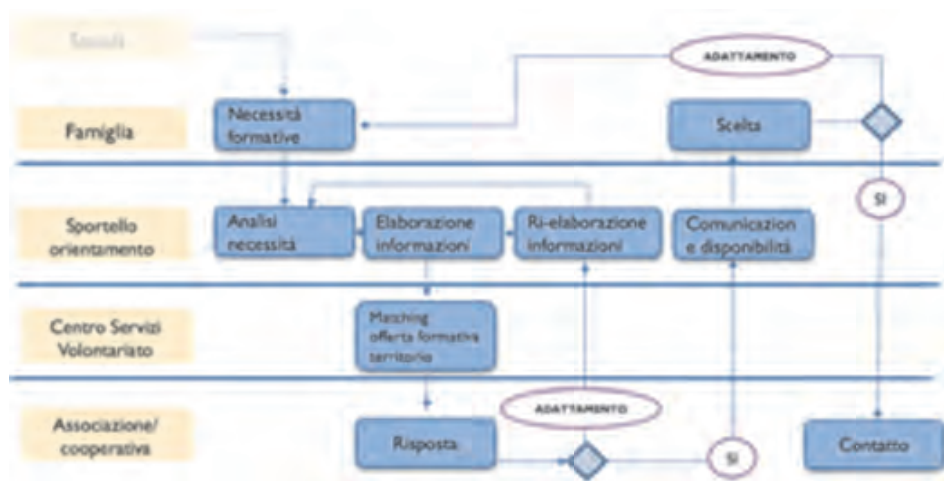 ADATTAMENTO
Famiglia
Necessità
formative
Scelta
SI
Sportello
orientamento
Analisi
necessità
Elaborazione
informazioni
Ri-elaborazione
informazioni
Comunicazion
e disponibilità
Centro Servizi
Volontariato
Matching
offerta formativa
territorio
Associazione/
cooperativa
Risposta
ADATTAMENTO
SI
Contatto